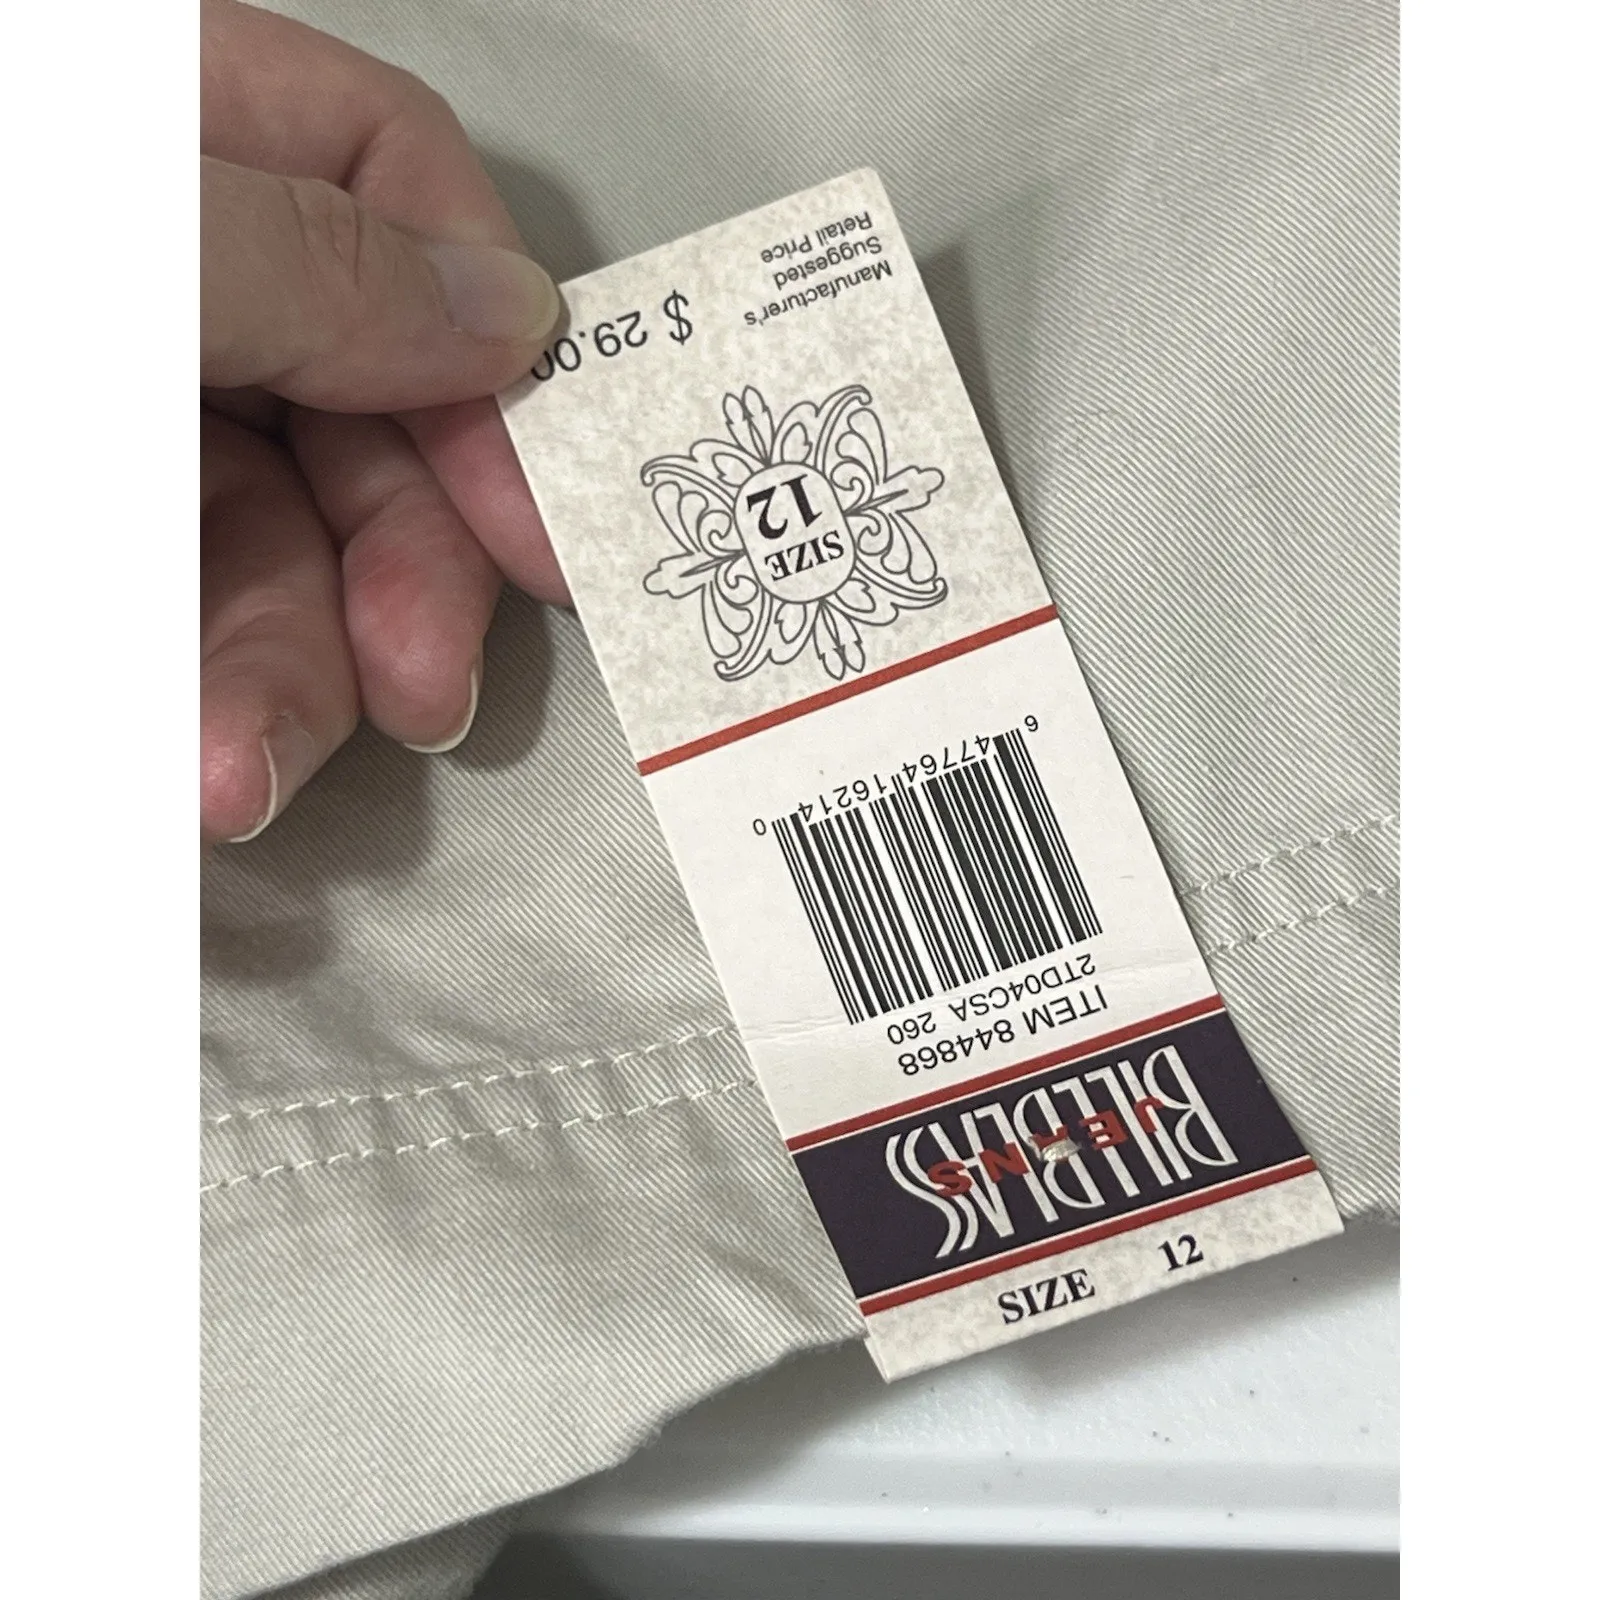 SIZE 12
BILL BLASS
JEANS
ITEM 844868
2TD04CSA 260
6 47764 16214 0
SIZE
12
Manufacturer's
Suggested
Retail Price
$ 29.00